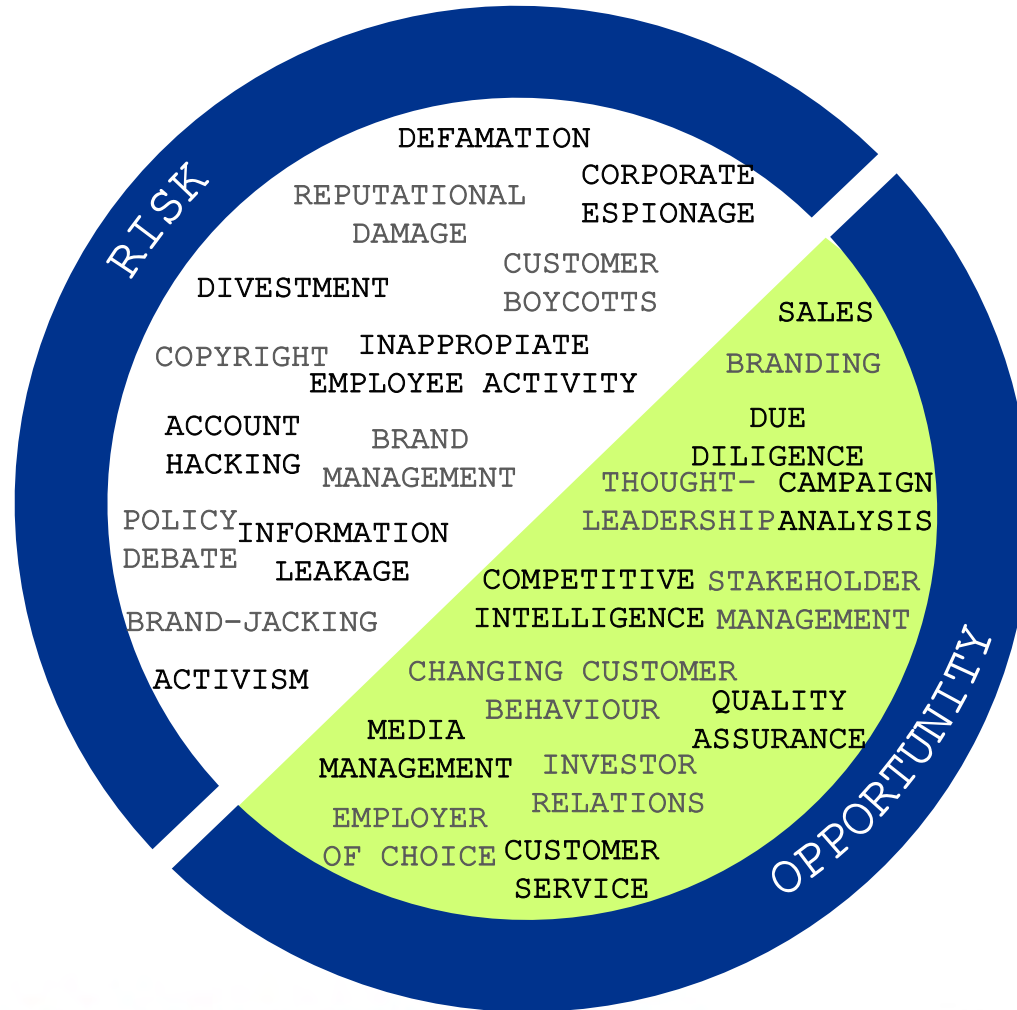 RISK
DEFAMATION
CORPORATE
ESPIONAGE
REPUTATIONAL
DAMAGE
CUSTOMER
BOYCOTTS
DIVESTMENT
INAPPROPIATE
EMPLOYEE ACTIVITY
COPYRIGHT
ACCOUNT
HACKING
BRAND
MANAGEMENT
POLICY
DEBATE
INFORMATION
LEAKAGE
BRAND-JACKING
ACTIVISM
OPPORTUNITY
SALES
BRANDING
DUE
DILIGENCE
THOUGHT-
LEADERSHIP
CAMPAIGN
ANALYSIS
COMPETITIVE
INTELLIGENCE
STAKEHOLDER
MANAGEMENT
CHANGING CUSTOMER
BEHAVIOUR
QUALITY
ASSURANCE
MEDIA
MANAGEMENT
INVESTOR
RELATIONS
EMPLOYER
OF CHOICE
CUSTOMER
SERVICE